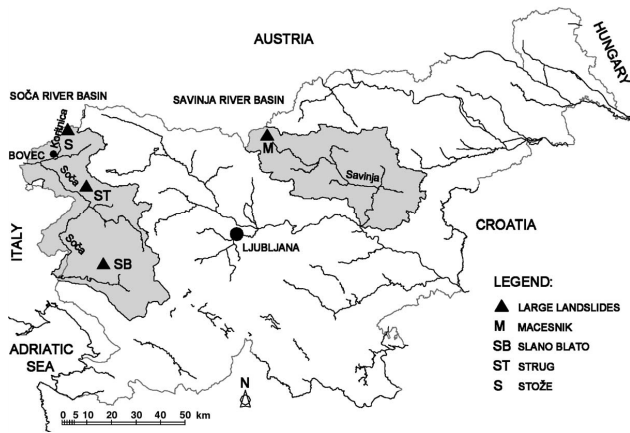 AUSTRIA
HUNGARY
SOČA RIVER BASIN
SAVINJA RIVER BASIN
Koritnica
S
BOVEC
M
Soča
ST
Savinja
ITALY
Soča
CROATIA
LJUBLJANA
SB
LEGEND:
LARGE LANDSLIDES
M MACESNIK
SB SLANO BLATO
ST STRUG
S STOŽE
ADRIATIC
SEA
N
0 10 20 30 40 50 km